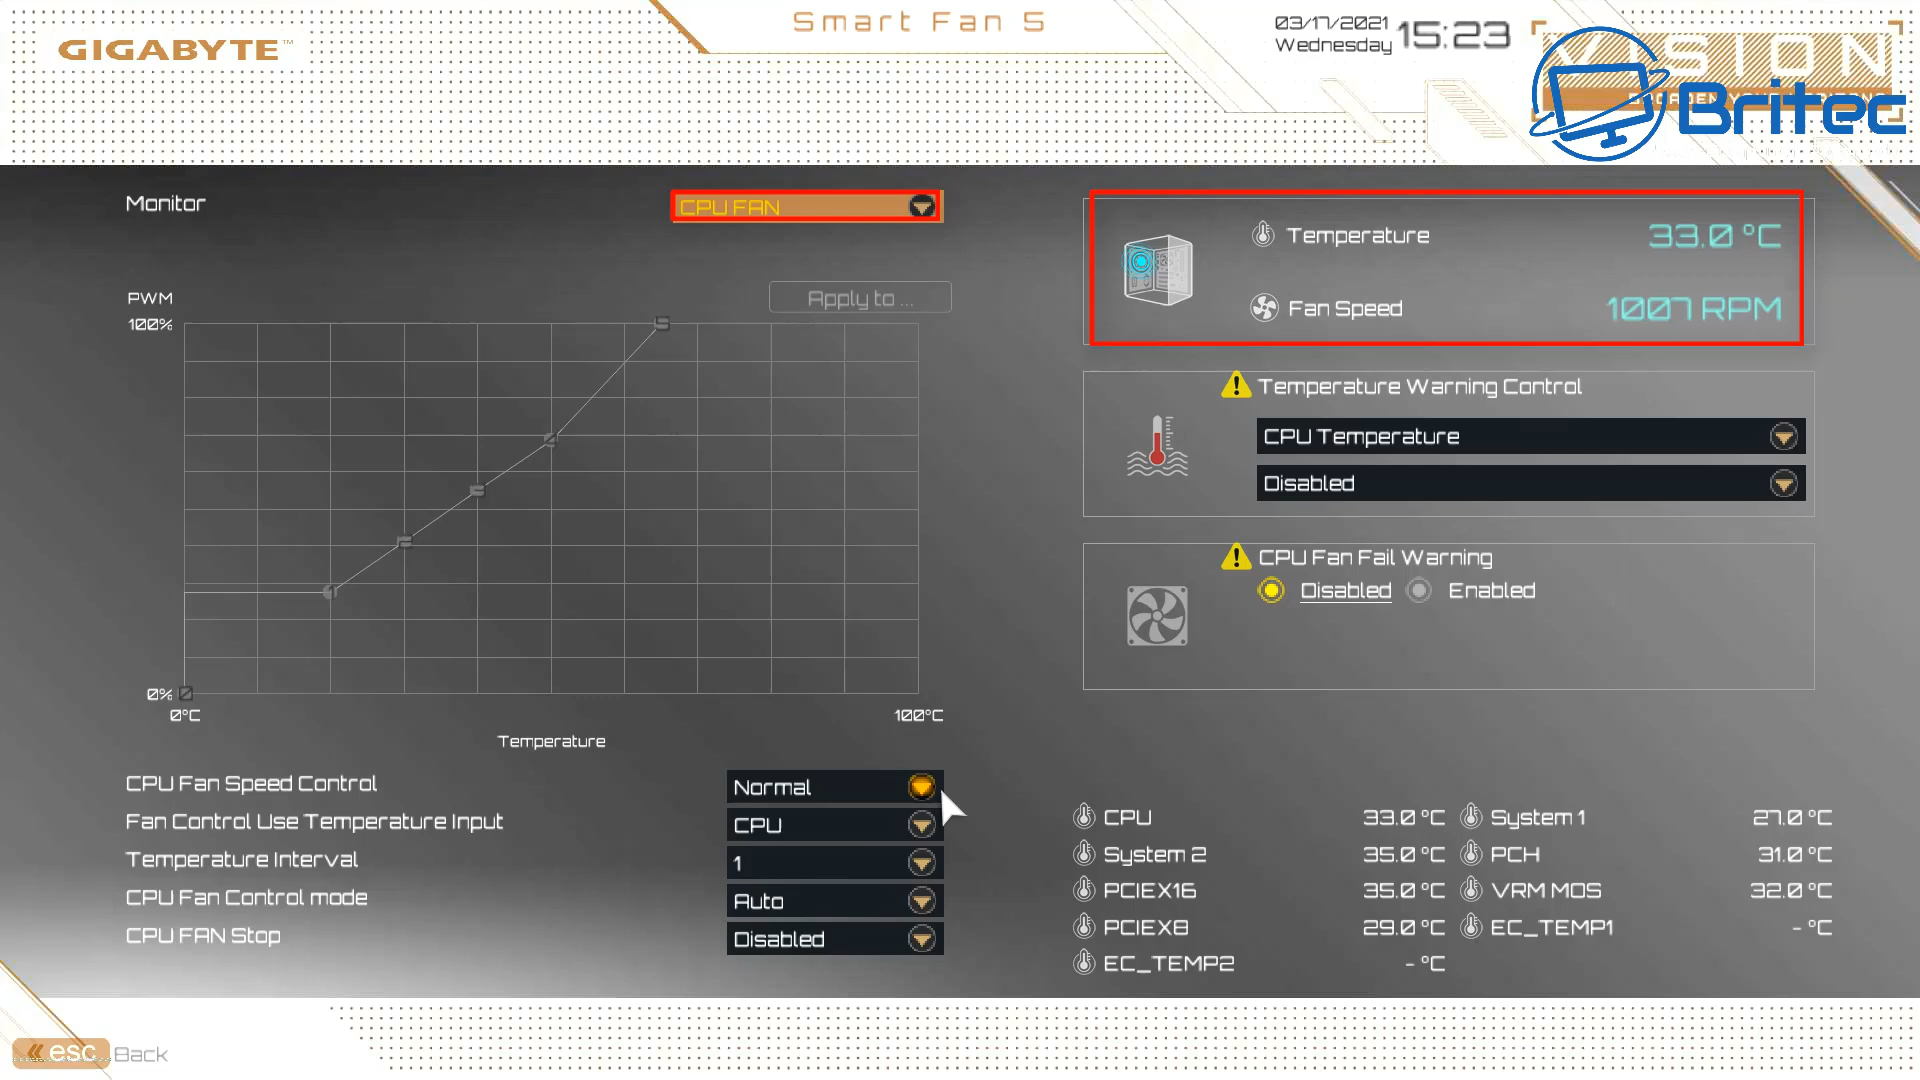 Smart Fan 5
GIGABYTE™
03/17/2021
Wednesday
15:23
VISION
Britec
Monitor
CPU FAN
PWM
Apply to ...
100%
0%
0°C
100°C
Temperature
Temperature
33.0 °C
Fan Speed
1007 RPM
Temperature Warning Control
CPU Temperature
Disabled
CPU Fan Fail Warning
Disabled
Enabled
CPU Fan Speed Control
Normal
Fan Control Use Temperature Input
CPU
Temperature Interval
1
CPU Fan Control mode
Auto
CPU FAN Stop
Disabled
CPU 33.0 °C System 1 27.0 °C
System 2 35.0 °C PCH 31.0 °C
PCIEX16 35.0 °C VRM MOS 32.0 °C
PCIEX8 29.0 °C EC_TEMP1 - °C
EC_TEMP2 - °C
esc Back